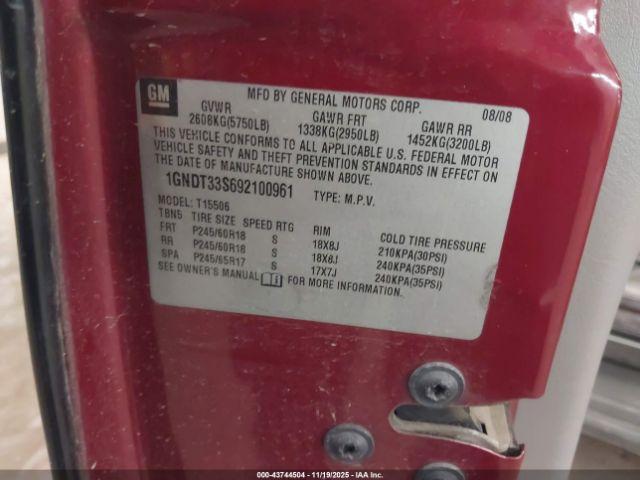 GM
MFD BY GENERAL MOTORS CORP. 08/08
GVWR GAWR FRT GAWR RR
2608KG(5750LB) 1338KG(2950LB) 1452KG(3200LB)
THIS VEHICLE CONFORMS TO ALL APPLICABLE U.S. FEDERAL MOTOR
VEHICLE SAFETY AND THEFT PREVENTION STANDARDS IN EFFECT ON
THE DATE OF MANUFACTURE SHOWN ABOVE.
1GNDT33S692100961 TYPE: M.P.V.
MODEL: T15506
TBN5 TIRE SIZE SPEED RTG RIM COLD TIRE PRESSURE
FRT P245/60R18 S 18X8J 210KPA(30PSI)
RR P245/60R18 S 18X8J 240KPA(35PSI)
SPA P245/65R17 S 17X7J 240KPA(35PSI)
SEE OWNER'S MANUAL FOR MORE INFORMATION.
000-43744504 | 11/19/2025 - IAAI.COM